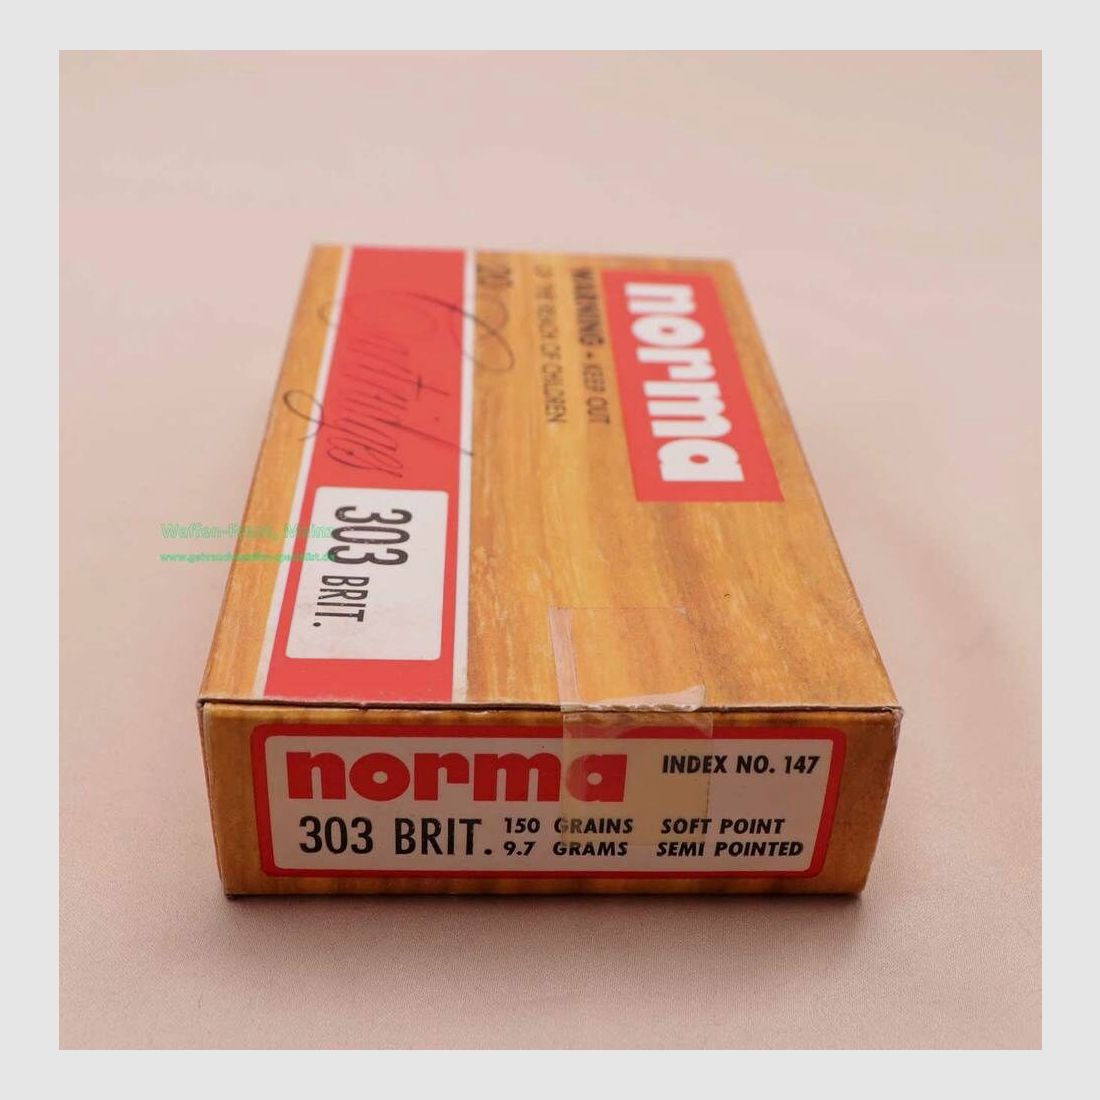 norma
WARNING • KEEP OUT
OF THE REACH OF CHILDREN
20 Cartridges
303 BRIT.
norma
INDEX NO. 147
303 BRIT. 150 GRAINS SOFT POINT
9.7 GRAMS SEMI POINTED